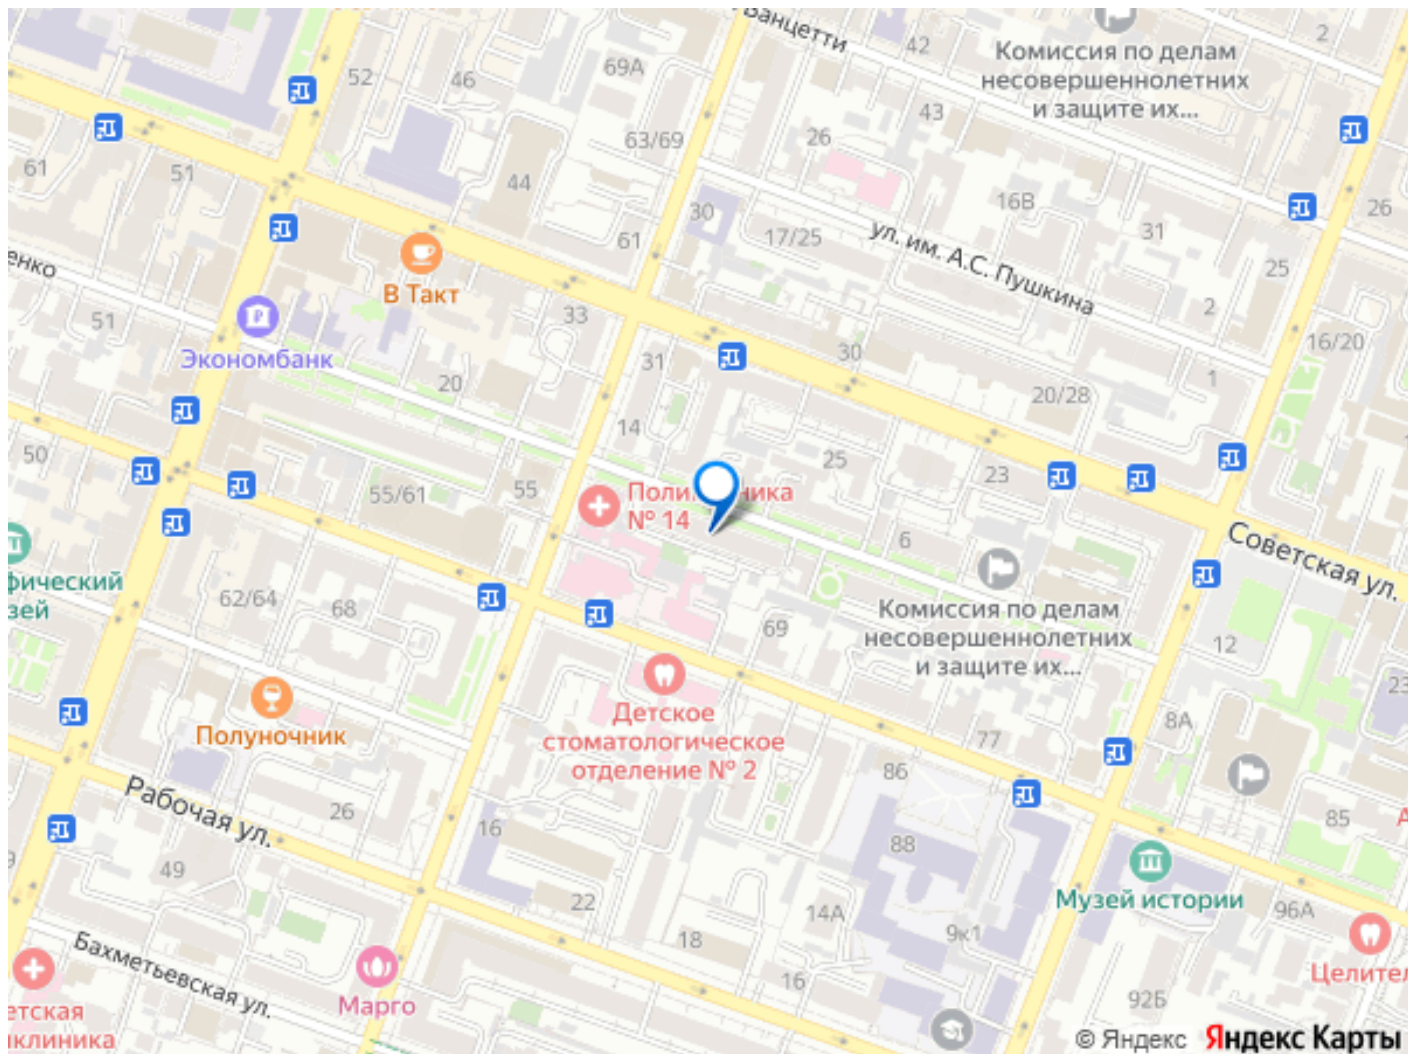 Ванцетти
42
2
Комиссия по делам
несовершеннолетних
и защите их...
52
46
69А
43
63/69
26
61
51
44
16В
26
30
17/25
61
31
ул. им. А.С. Пушкина
25
енко
В Такт
2
51
33
16/20
Экономбанк
31
30
20
1
20/28
14
50
25
23
55/61
55
Поли
ника
№ 14
6
Советская ул.
фический
зей
62/64
68
Комиссия по делам
несовершеннолетних
и защите их...
69
12
23
Полуночник
Детское
стоматологическое
отделение № 2
8А
77
86
Рабочая ул.
26
16
85
А
88
9
49
Музей истории
22
14А
96А
18
9к1
Бахметьевская ул.
16
Целител
92Б
Марго
етская
иклиника
© Яндекс Яндекс Карты